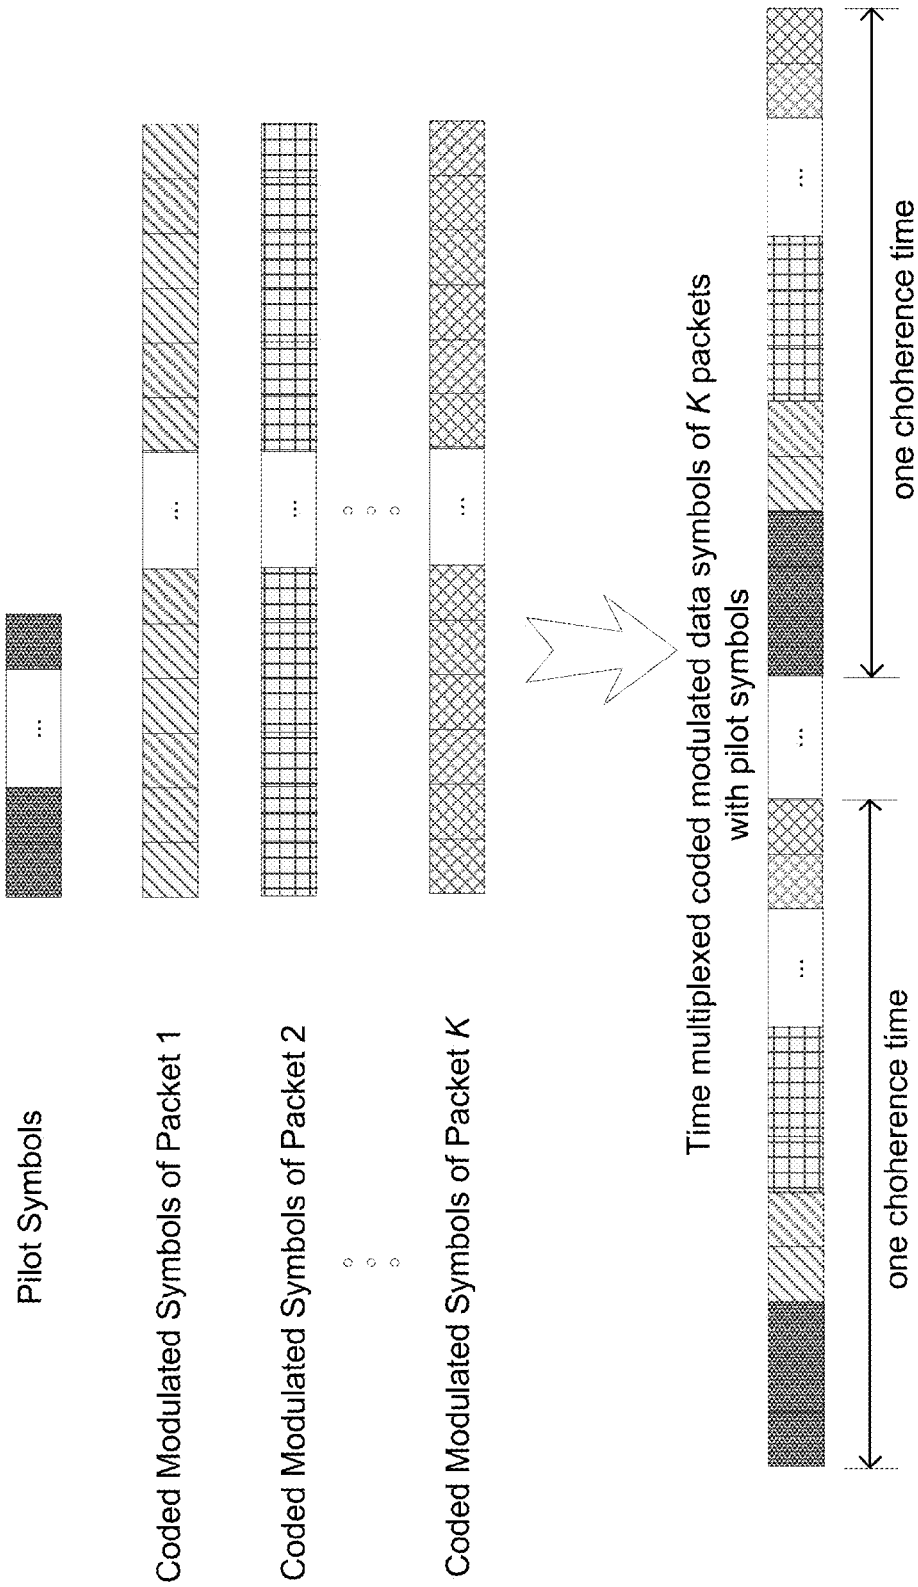 Pilot Symbols
...
Coded Modulated Symbols of Packet 1
...
Coded Modulated Symbols of Packet 2
...
Coded Modulated Symbols of Packet K
...
Time multiplexed coded modulated data symbols of K packets
with pilot symbols
...
...
...
one choherence time
one choherence time